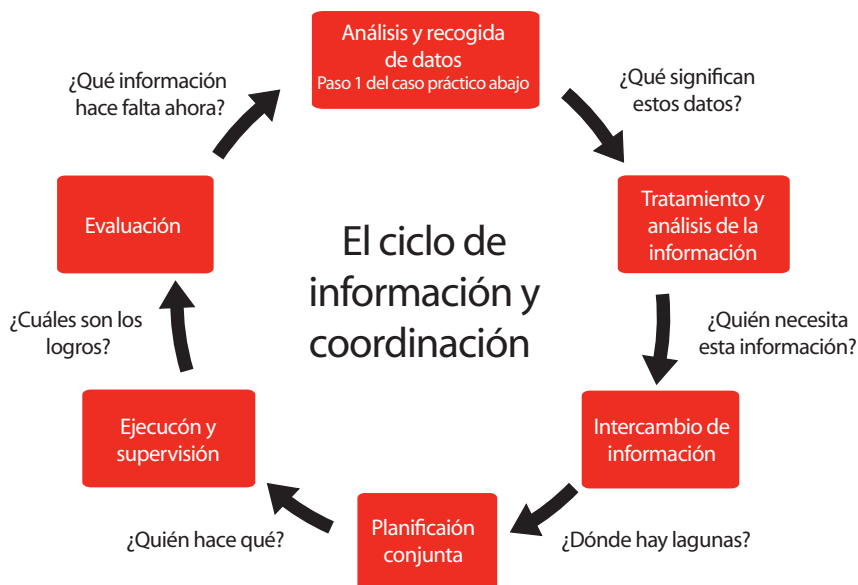 Análisis y recogida
de datos
Paso 1 del caso práctico abajo
¿Qué significan
estos datos?
Tratamiento y
análisis de la
información
¿Quién necesita
esta información?
Intercambio de
información
¿Dónde hay lagunas?
Planificaión
conjunta
¿Quién hace qué?
Ejecucón y
supervisión
¿Cuáles son los
logros?
Evaluación
¿Qué información
hace falta ahora?
El ciclo de
información y
coordinación